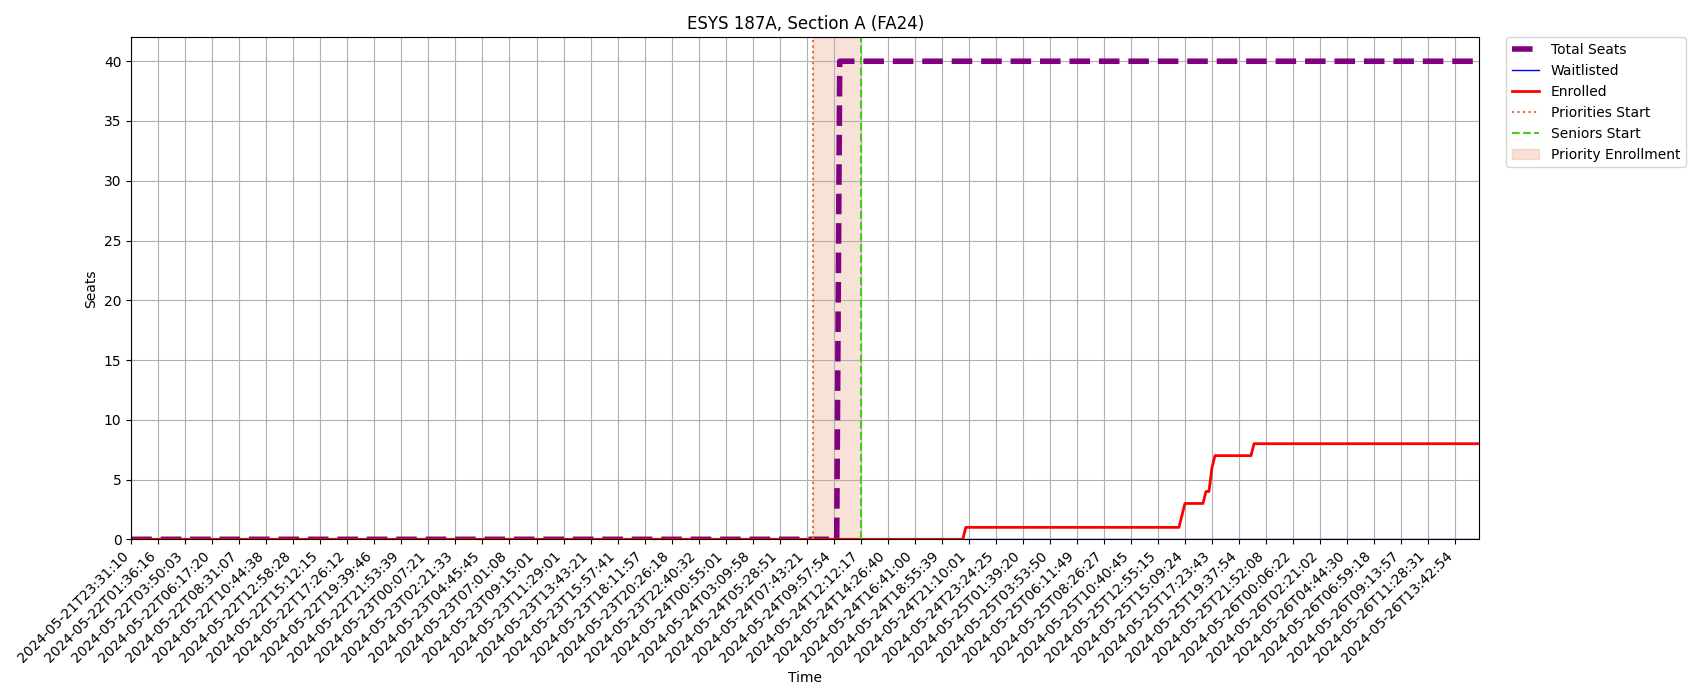 ESYS 187A, Section A (FA24)
Total Seats
Waitlisted
Enrolled
Priorities Start
Seniors Start
Priority Enrollment
Seats
40
35
30
25
20
15
10
5
0
2024-05-21T23:31:10
2024-05-22T01:36:16
2024-05-22T03:50:03
2024-05-22T06:17:20
2024-05-22T08:31:07
2024-05-22T10:44:38
2024-05-22T12:58:28
2024-05-22T15:12:15
2024-05-22T17:26:12
2024-05-22T19:39:46
2024-05-22T21:53:39
2024-05-23T00:07:21
2024-05-23T02:21:33
2024-05-23T04:45:45
2024-05-23T07:01:08
2024-05-23T09:15:01
2024-05-23T11:29:01
2024-05-23T13:43:21
2024-05-23T15:57:41
2024-05-23T18:11:57
2024-05-23T20:26:18
2024-05-23T22:40:32
2024-05-24T00:55:01
2024-05-24T03:09:58
2024-05-24T05:28:51
2024-05-24T07:43:21
2024-05-24T09:57:54
2024-05-24T12:12:17
2024-05-24T14:26:40
2024-05-24T16:41:00
2024-05-24T18:55:39
2024-05-24T21:10:01
2024-05-24T23:24:25
2024-05-25T01:39:20
2024-05-25T03:53:50
2024-05-25T06:11:49
2024-05-25T08:26:27
2024-05-25T10:40:45
2024-05-25T12:55:15
2024-05-25T15:09:24
2024-05-25T17:23:43
2024-05-25T19:37:54
2024-05-25T21:52:08
2024-05-26T00:06:22
2024-05-26T02:21:02
2024-05-26T04:44:30
2024-05-26T06:59:18
2024-05-26T09:13:57
2024-05-26T11:28:31
2024-05-26T13:42:54
Time